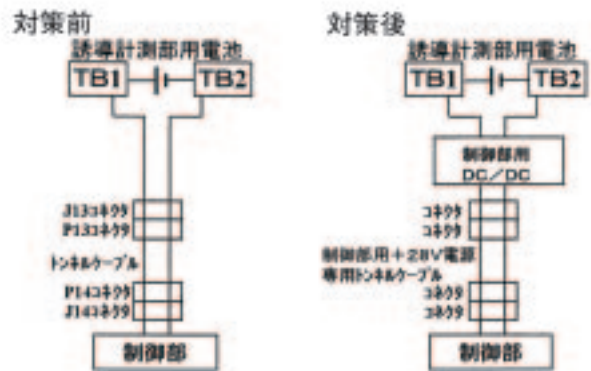 対策前
誘導計測部用電池
TB1
TB2
J13コネクタ
P13コネクタ
トンネルケーブル
P14コネクタ
J14コネクタ
制御部
対策後
誘導計測部用電池
TB1
TB2
制御部用
DC/DC
コネクタ
コネクタ
制御部用+28V電源
専用トンネルケーブル
コネクタ
コネクタ
制御部